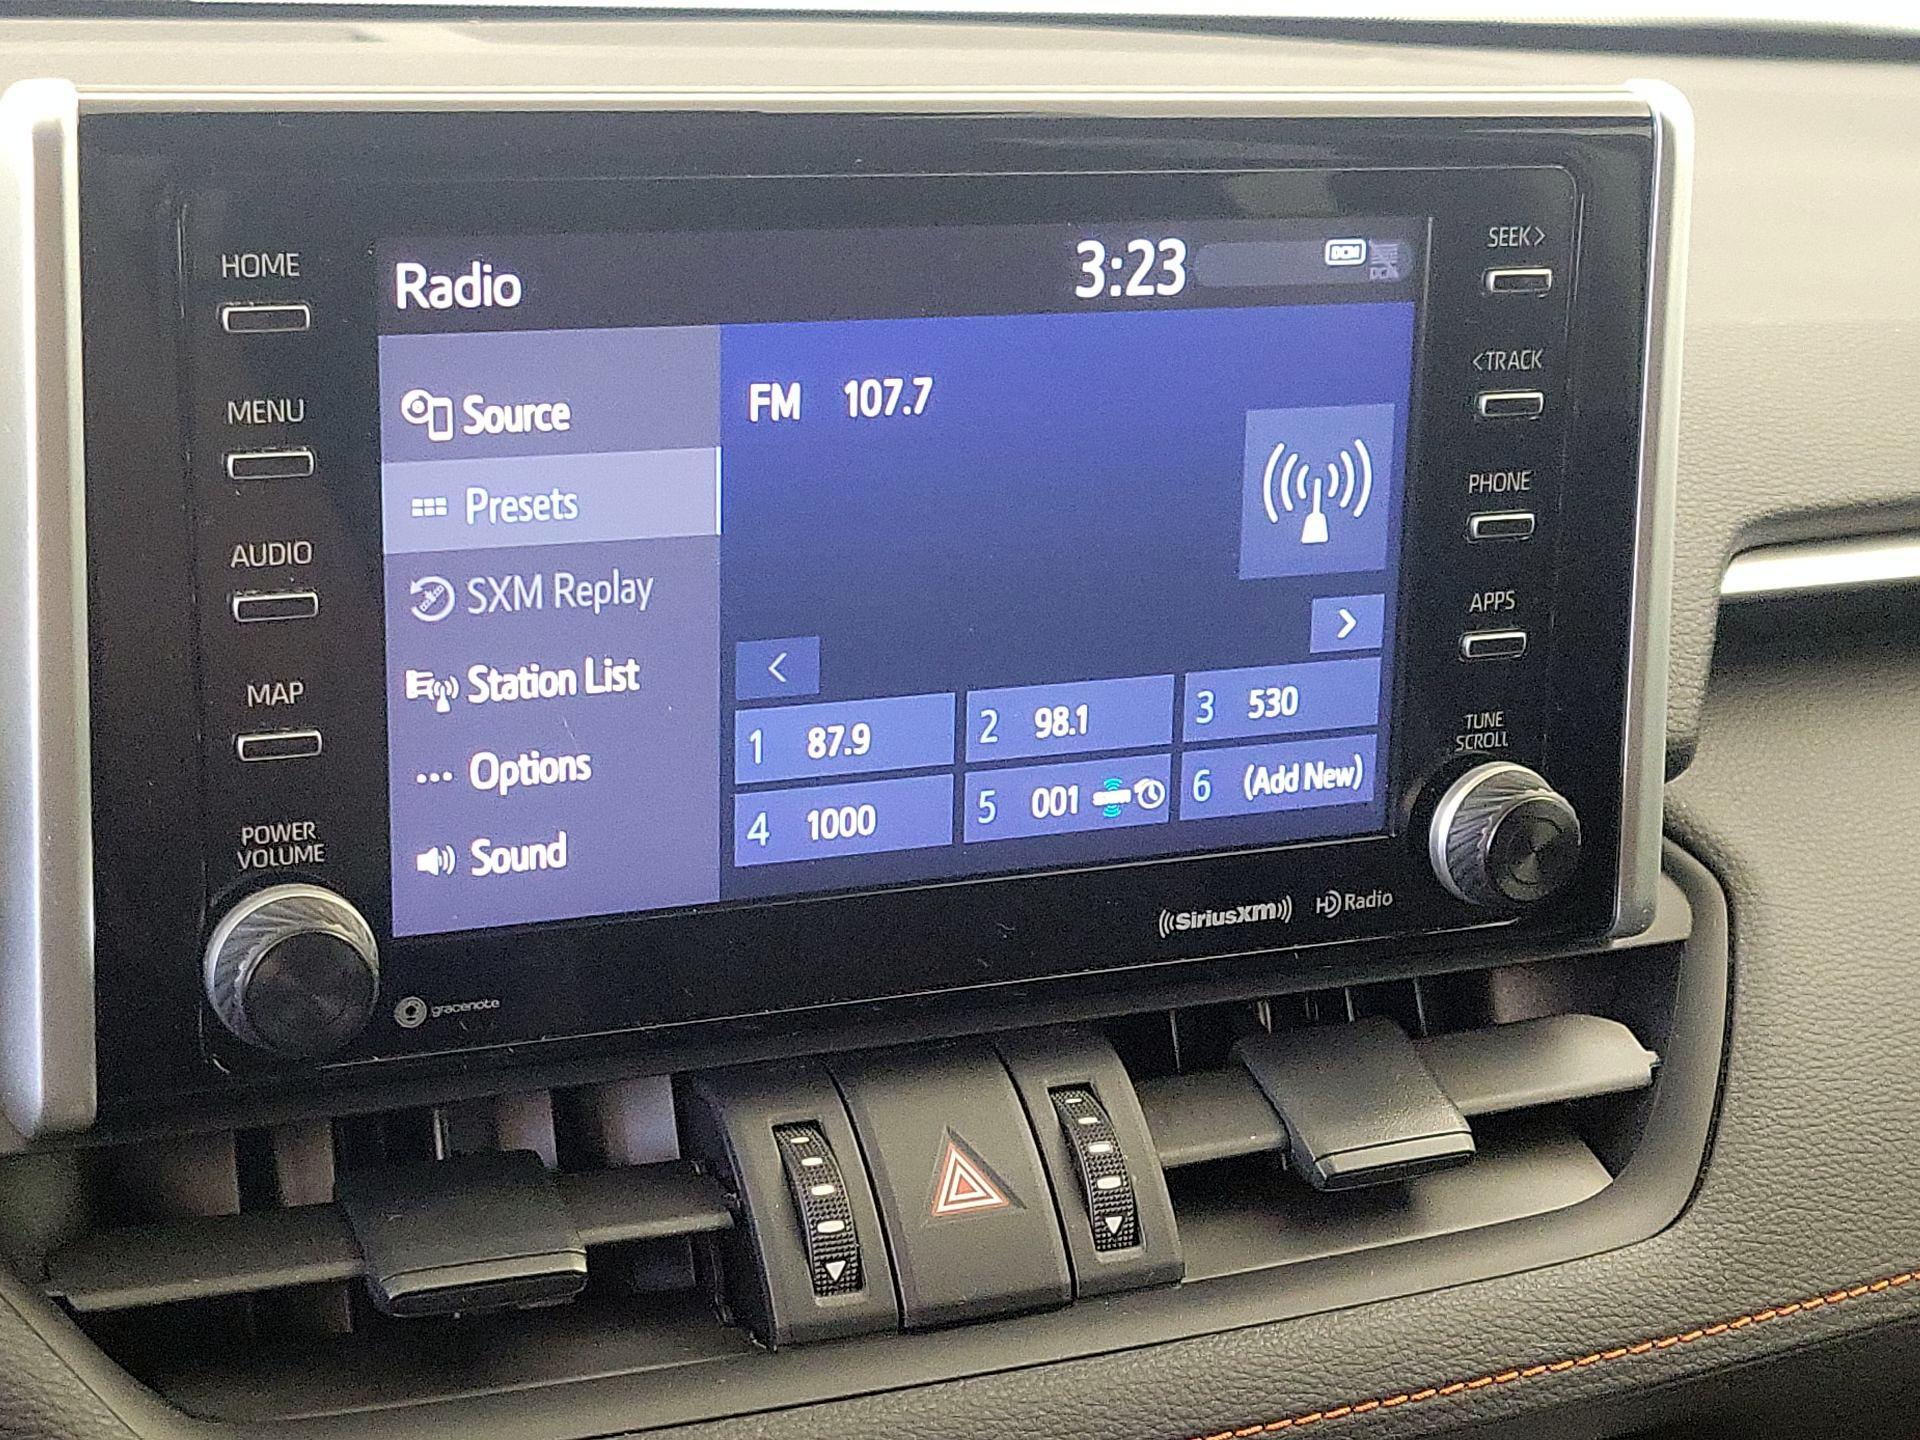 HOME
MENU
AUDIO
MAP
POWER
VOLUME
Radio
3:23
DCM
DCM
Source
Presets
SXM Replay
Station List
... Options
Sound
FM 107.7
<
>
1 87.9
2 98.1
3 530
4 1000
5 001
6 (Add New)
SEEK>
<TRACK
PHONE
APPS
TUNE
SCROLL
gracenote
((SiriusXM))
HD Radio